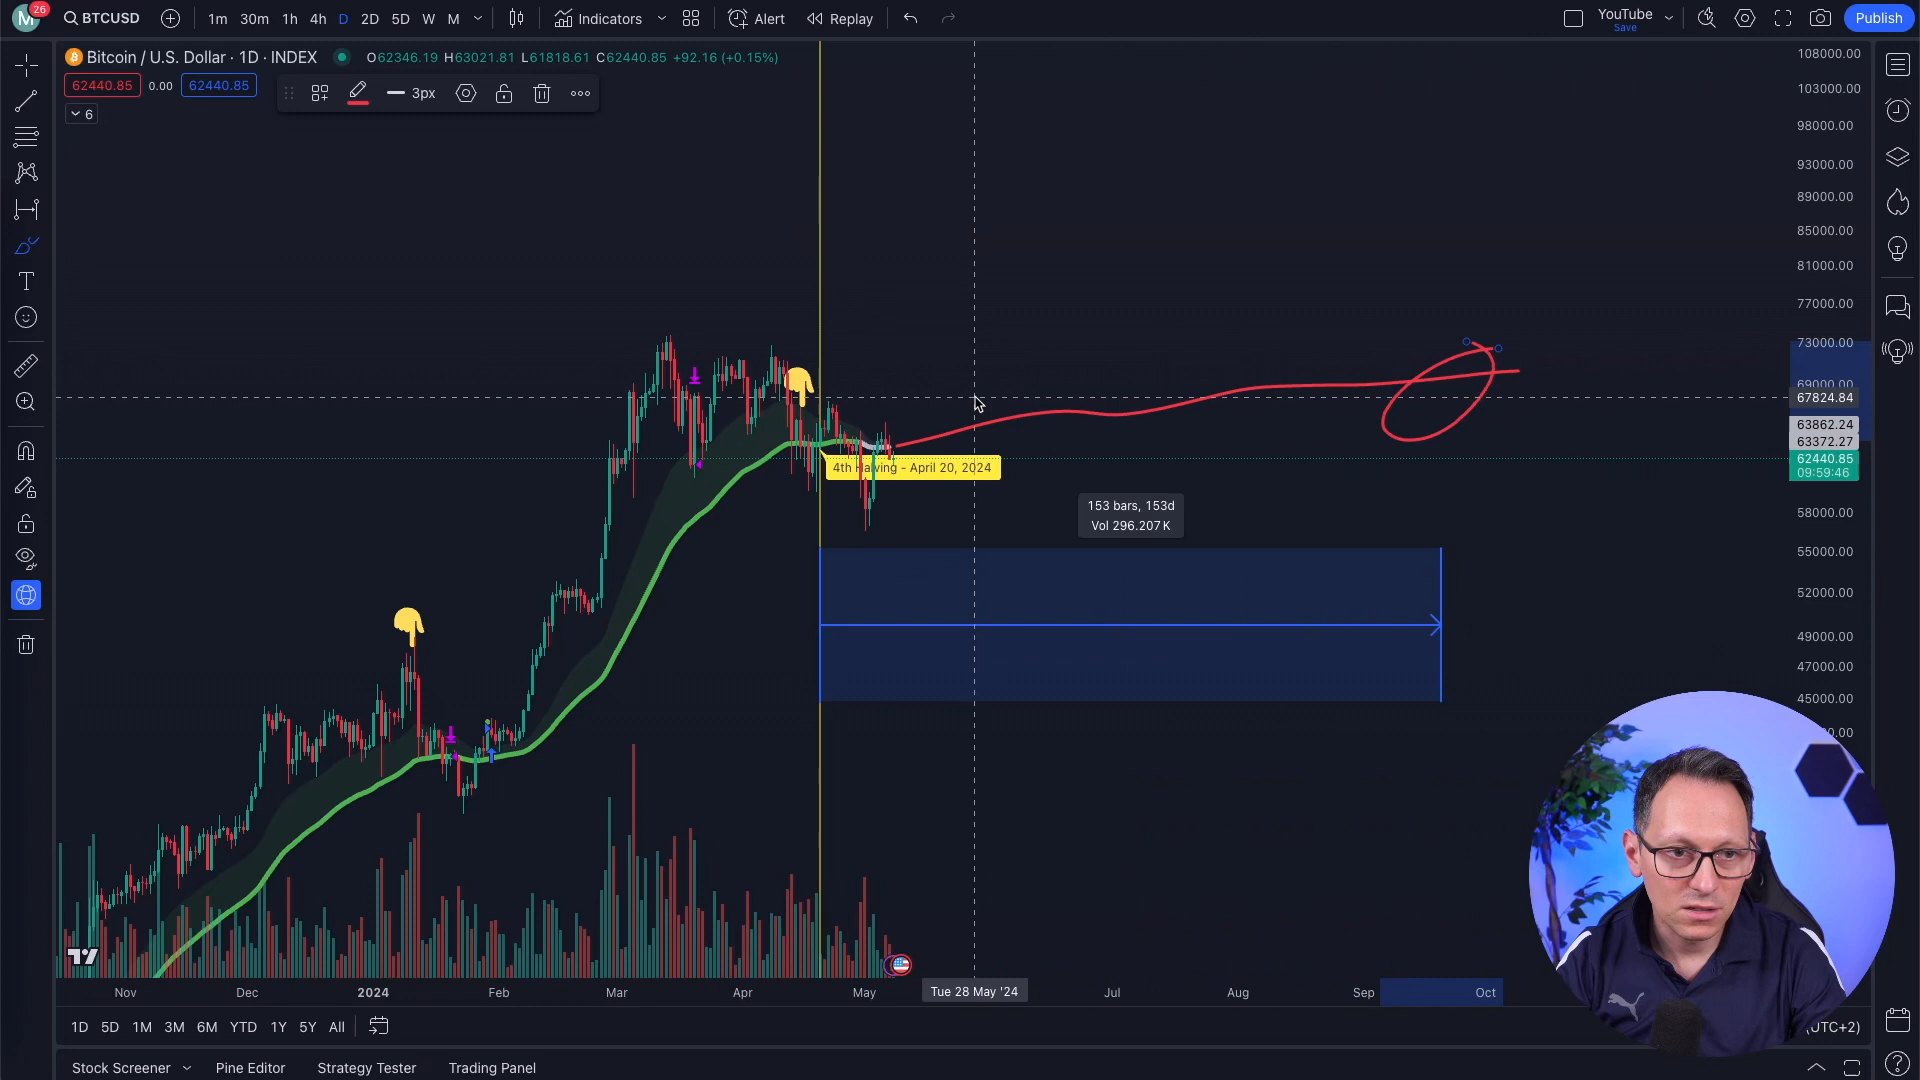 M
26
BTCUSD
1m 30m 1h 4h D 2D 5D W M
Indicators
Alert
Replay
YouTube
Save
Publish
Bitcoin / U.S. Dollar · 1D · INDEX
O62346.19 H63021.81 L61818.61 C62440.85 +92.16 (+0.15%)
62440.85 0.00 62440.85
3px
6
108000.00
103000.00
98000.00
93000.00
89000.00
85000.00
81000.00
77000.00
73000.00
69000.00
67824.84
63862.24
63372.27
62440.85
09:59:46
58000.00
55000.00
52000.00
49000.00
47000.00
45000.00
4th Halving - April 20, 2024
153 bars, 153d
Vol 296.207K
Nov Dec 2024 Feb Mar Apr May Tue 28 May '24 Jul Aug Sep Oct
1D 5D 1M 3M 6M YTD 1Y 5Y All
(UTC+2)
Stock Screener Pine Editor Strategy Tester Trading Panel